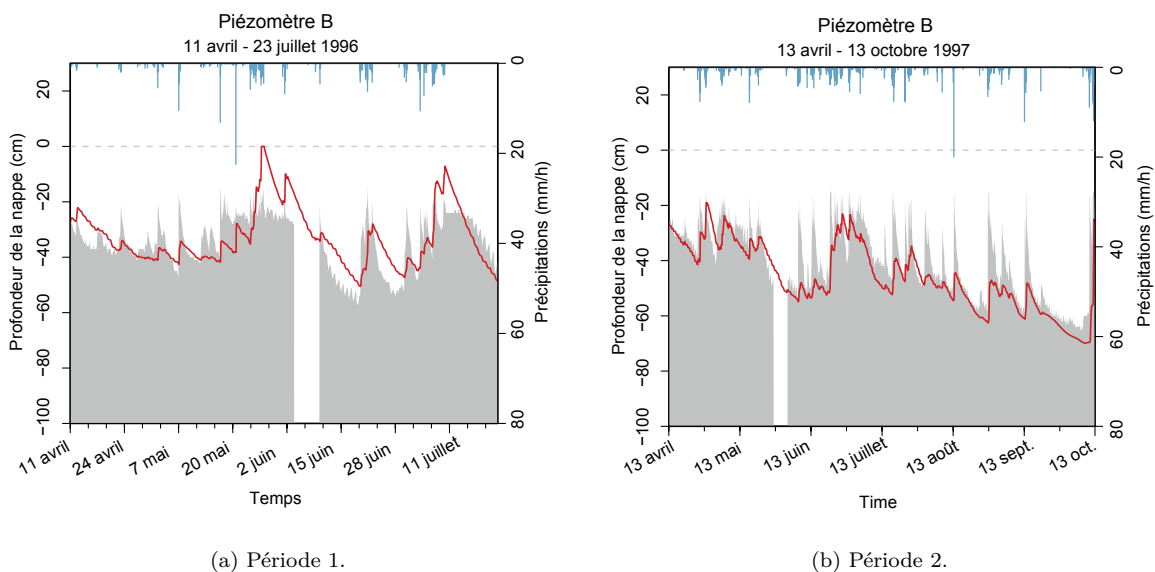 Piézomètre B
11 avril - 23 juillet 1996
Profondeur de la nappe (cm)
20
0
−20
−40
−60
−80
−100
0
20
40
60
80
Précipitations (mm/h)
11 avril
24 avril
7 mai
20 mai
2 juin
15 juin
28 juin
11 juillet
Temps
(a) Période 1.
Piézomètre B
13 avril - 13 octobre 1997
Profondeur de la nappe (cm)
20
0
−20
−40
−60
−80
−100
0
20
40
60
80
Précipitations (mm/h)
13 avril
13 mai
13 juin
13 juillet
13 août
13 sept.
13 oct.
Time
(b) Période 2.